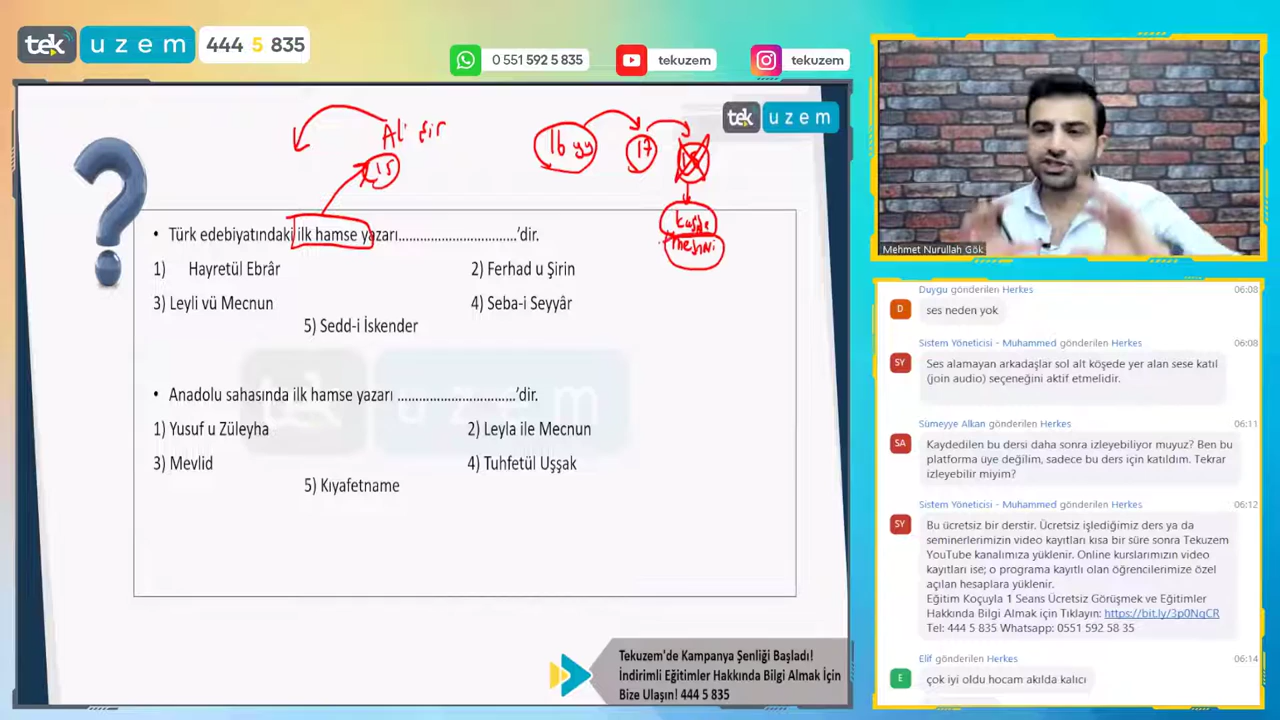 tek uzem 444 5 835
0 551 592 5 835 tekuzem tekuzem
tek uzem
Ali Şir
15
16 yy 17
kaside
mesnevi
• Türk edebiyatındaki ilk hamse yazarı……………………………'dir.
1) Hayretül Ebrâr 2) Ferhad u Şirin
3) Leyli vü Mecnun 4) Seba-i Seyyâr
5) Sedd-i İskender
• Anadolu sahasında ilk hamse yazarı ……………………………'dir.
1) Yusuf u Züleyha 2) Leyla ile Mecnun
3) Mevlid 4) Tuhfetül Uşşak
5) Kıyafetname
uzem
Tekuzem'de Kampanya Şenliği Başladı!
İndirimli Eğitimler Hakkında Bilgi Almak İçin
Bize Ulaşın! 444 5 835
Mehmet Nurullah Gök
Duygu gönderilen Herkes 06:08
D ses neden yok
Sistem Yöneticisi - Muhammed gönderilen Herkes 06:08
SY Ses alamayan arkadaşlar sol alt köşede yer alan sese katıl
(join audio) seçeneğini aktif etmelidir.
Sümeyye Alkan gönderilen Herkes 06:11
SA Kaydedilen bu dersi daha sonra izleyebiliyor muyuz? Ben bu
platforma üye değilim, sadece bu ders için katıldım. Tekrar
izleyebilir miyim?
Sistem Yöneticisi - Muhammed gönderilen Herkes 06:12
SY Bu ücretsiz bir derstir. Ücretsiz işlediğimiz ders ya da
seminerlerimizin video kayıtları kısa bir süre sonra Tekuzem
YouTube kanalımıza yüklenir. Online kurslarımızın video
kayıtları ise; o programa kayıtlı olan öğrencilerimize özel
açılan hesaplara yüklenir.
Eğitim Koçuyla 1 Seans Ücretsiz Görüşmek ve Eğitimler
Hakkında Bilgi Almak için Tıklayın: https://bit.ly/3p0NqCR
Tel: 444 5 835 Whatsapp: 0551 592 58 35
Elif gönderilen Herkes 06:14
E çok iyi oldu hocam akılda kalıcı